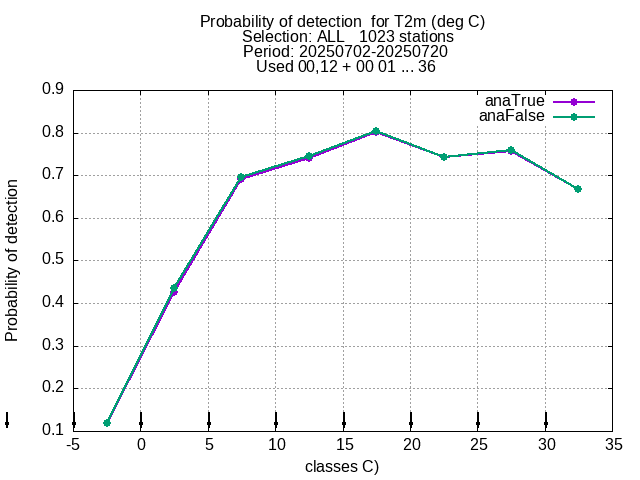 Probability of detection  for T2m (deg C)
Selection: ALL   1023 stations
Period: 20250702-20250720
Used 00,12 + 00 01 ... 36
anaTrue
anaFalse
0.9
0.8
0.7
0.6
0.5
0.4
0.3
0.2
0.1
Probability of detection
-5 0 5 10 15 20 25 30 35
classes C)